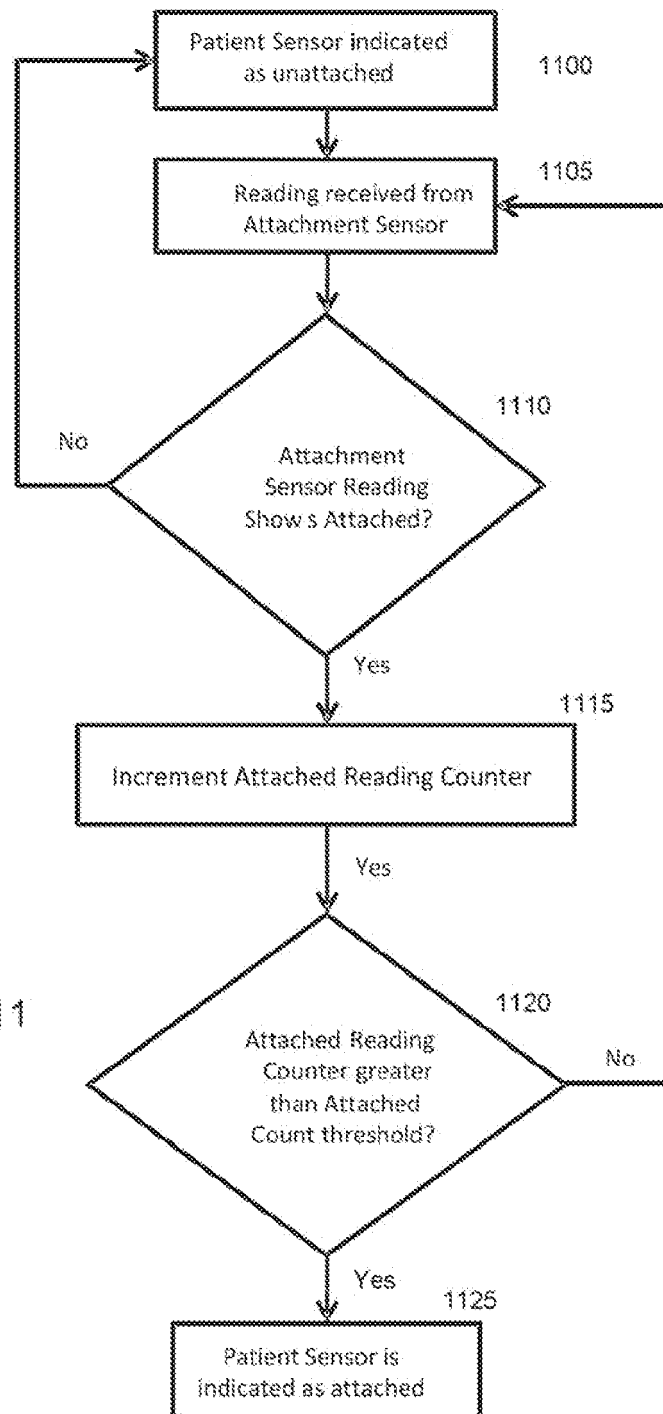 Patient Sensor indicated
as unattached
1100
1105
Reading received from
Attachment Sensor
1110
No
Attachment
Sensor Reading
Show s Attached?
Yes
1115
Increment Attached Reading Counter
Yes
1120
Attached Reading
Counter greater
than Attached
Count threshold?
No
Yes
1125
Patient Sensor is
indicated as attached